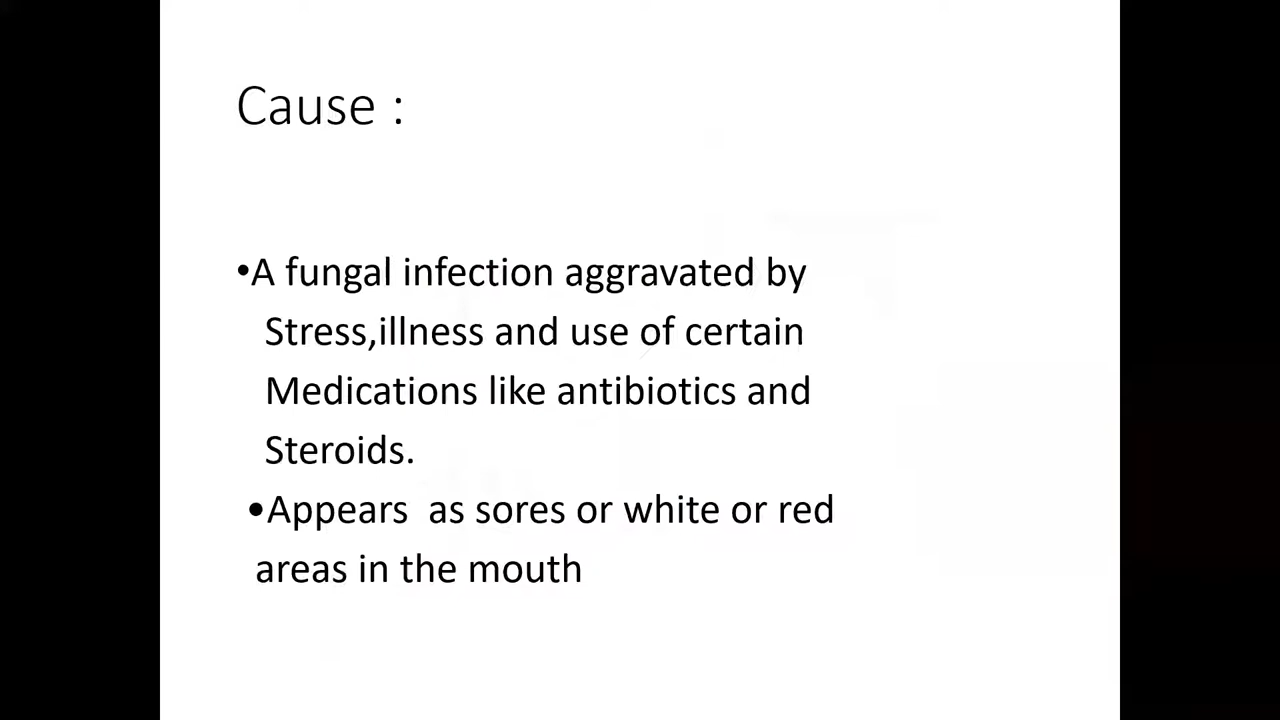 Cause :
•A fungal infection aggravated by
Stress,illness and use of certain
Medications like antibiotics and
Steroids.
•Appears  as sores or white or red
areas in the mouth